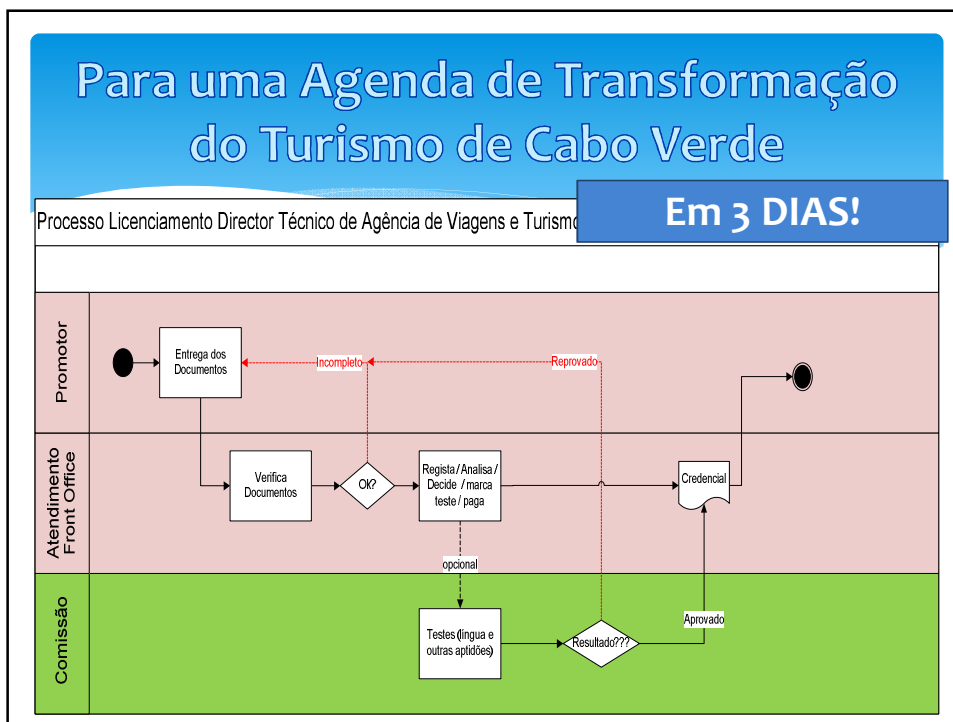 Para uma Agenda de Transformação
do Turismo de Cabo Verde
Em 3 DIAS!
Processo Licenciamento Director Técnico de Agência de Viagens e Turismo
Promotor
Entrega dos
Documentos
Incompleto
Reprovado
Atendimento
Front Office
Verifica
Documentos
Ok?
Regista / Analisa /
Decide / marca
teste / paga
Credencial
opcional
Comissão
Testes (língua e
outras aptidões)
Resultado???
Aprovado